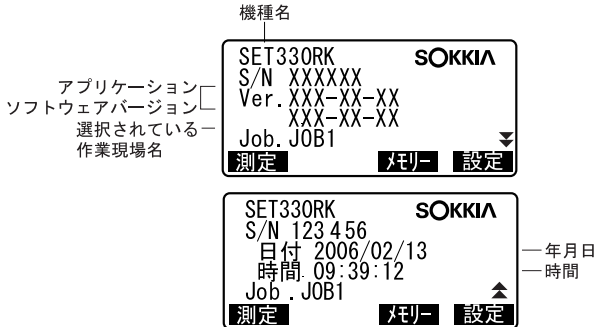 機種名
SET330RK SOKKIA
S/N XXXXXX
アプリケーション
ソフトウェアバージョン
Ver.XXX-XX-XX
XXX-XX-XX
選択されている
作業現場名
Job.JOB1
測定 メモリー 設定
SET330RK SOKKIA
S/N 123456
日付 2006/02/13 年月日
時間 09:39:12 時間
Job.JOB1
測定 メモリー 設定